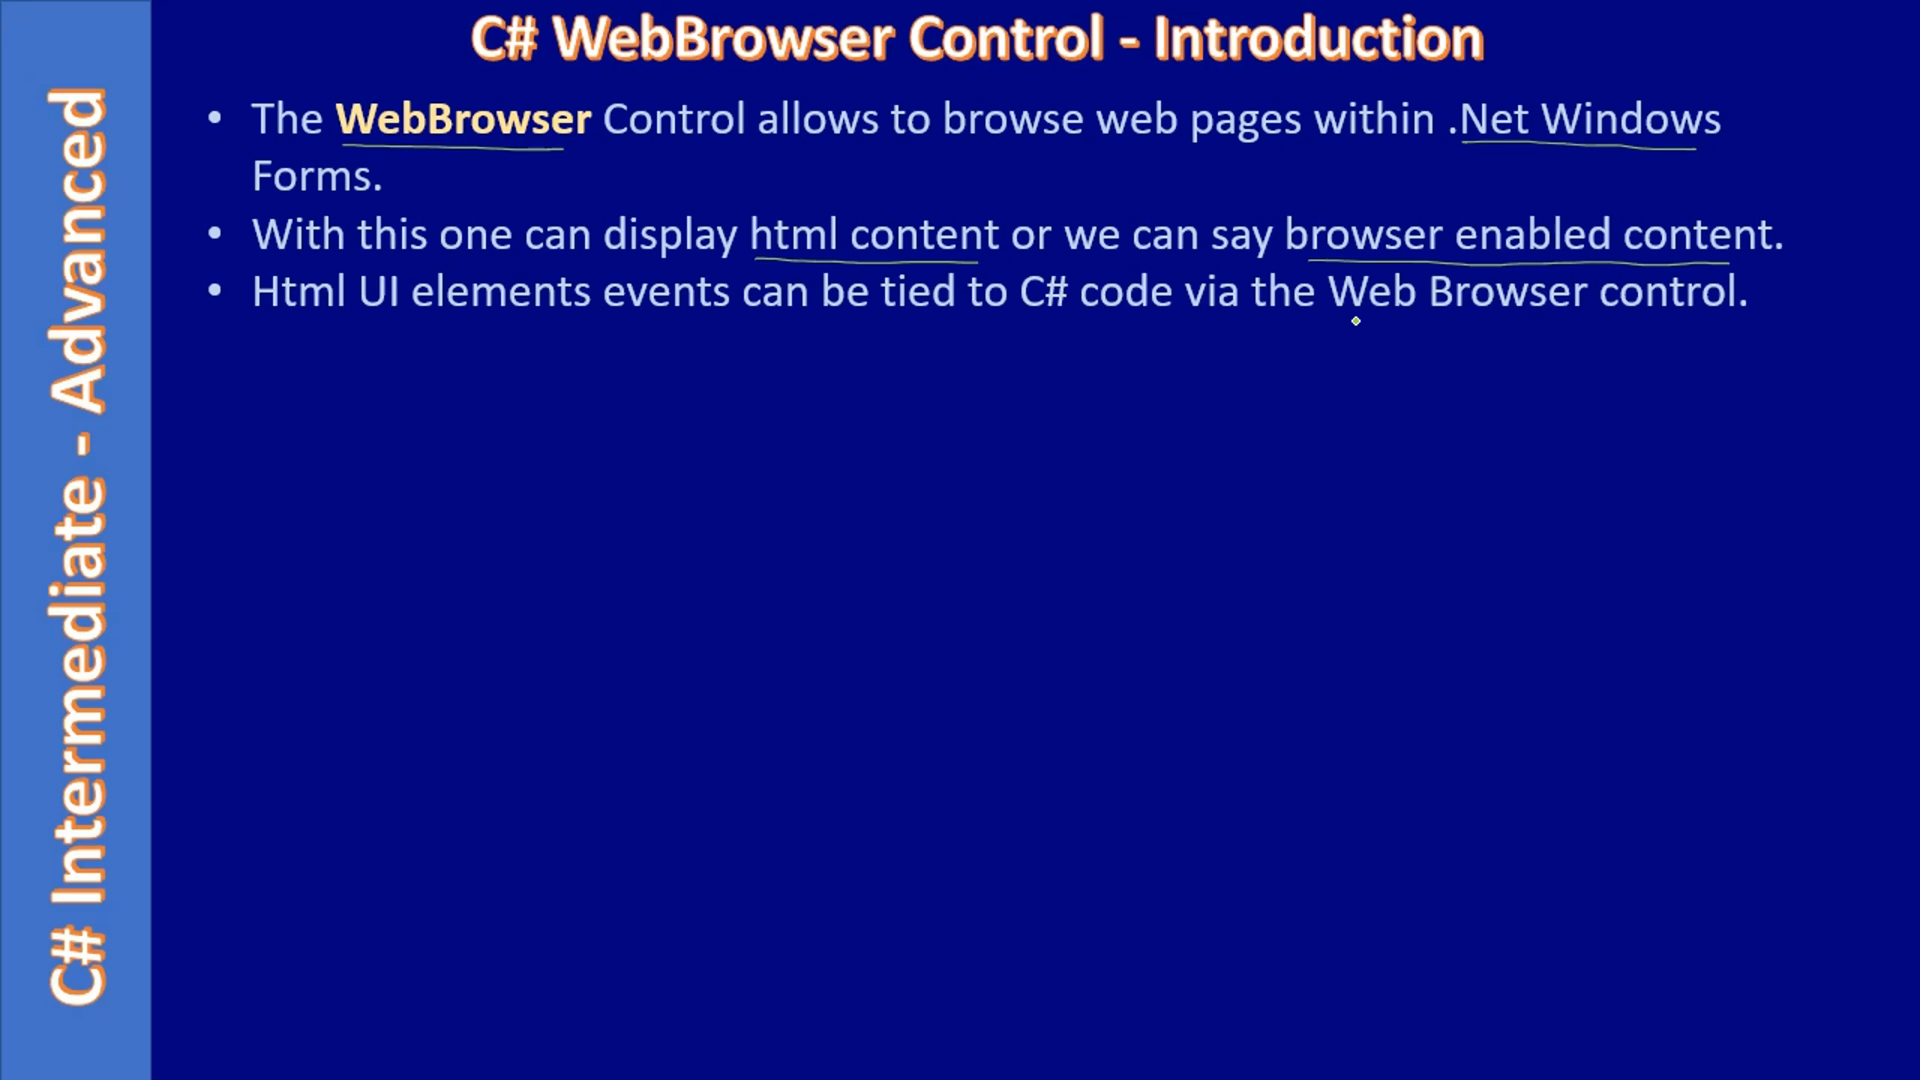 C# WebBrowser Control - Introduction
• The WebBrowser Control allows to browse web pages within .Net Windows
Forms.
• With this one can display html content or we can say browser enabled content.
• Html UI elements events can be tied to C# code via the Web Browser control.
C# Intermediate - Advanced